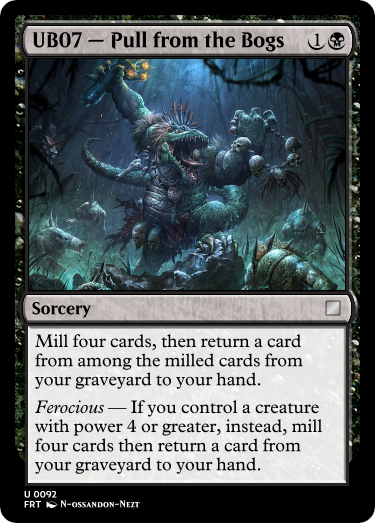 UB07 — Pull from the Bogs 1
Sorcery
Mill four cards, then return a card
from among the milled cards from
your graveyard to your hand.
Ferocious — If you control a creature
with power 4 or greater, instead, mill
four cards then return a card from
your graveyard to your hand.
U 0092
FRT N-ossandon-Nezt